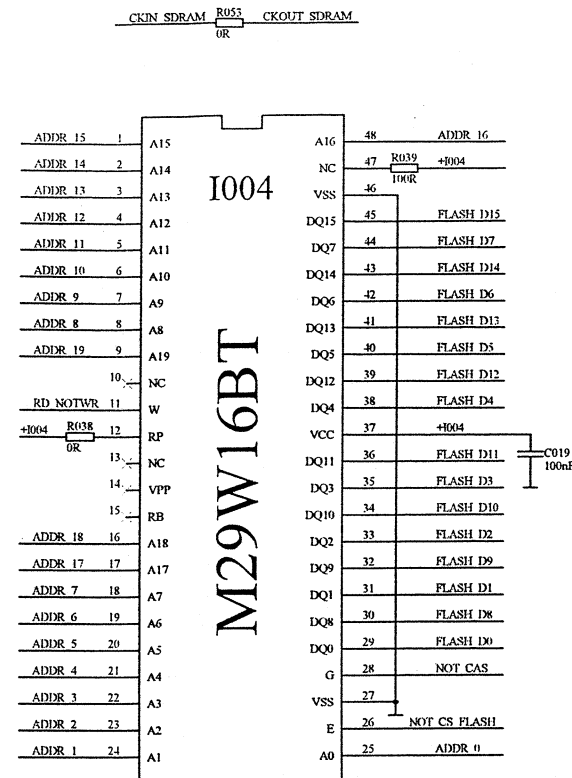 CKIN SDRAM R053 CKOUT SDRAM
0R
ADDR 15 1 A15 A16 48 ADDR 16
ADDR 14 2 A14 NC 47 R039 +I004
100R
ADDR 13 3 A13 I004 VSS 46
ADDR 12 4 A12 DQ15 45 FLASH D15
ADDR 11 5 A11 DQ7 44 FLASH D7
ADDR 10 6 A10 DQ14 43 FLASH D14
ADDR 9 7 A9 DQ6 42 FLASH D6
ADDR 8 8 A8 DQ13 41 FLASH D13
ADDR 19 9 A19 DQ5 40 FLASH D5
10 NC DQ12 39 FLASH D12
RD NOTWR 11 W DQ4 38 FLASH D4
+I004 R038 12 RP VCC 37 +I004
0R
13 NC DQ11 36 FLASH D11 C019
100nF
14 VPP DQ3 35 FLASH D3
15 RB DQ10 34 FLASH D10
ADDR 18 16 A18 DQ2 33 FLASH D2
ADDR 17 17 A17 DQ9 32 FLASH D9
ADDR 7 18 A7 DQ1 31 FLASH D1
ADDR 6 19 A6 DQ8 30 FLASH D8
ADDR 5 20 A5 DQ0 29 FLASH D0
ADDR 4 21 A4 G 28 NOT CAS
ADDR 3 22 A3 VSS 27
ADDR 2 23 A2 E 26 NOT CS FLASH
ADDR 1 24 A1 A0 25 ADDR 0
M29W16BT